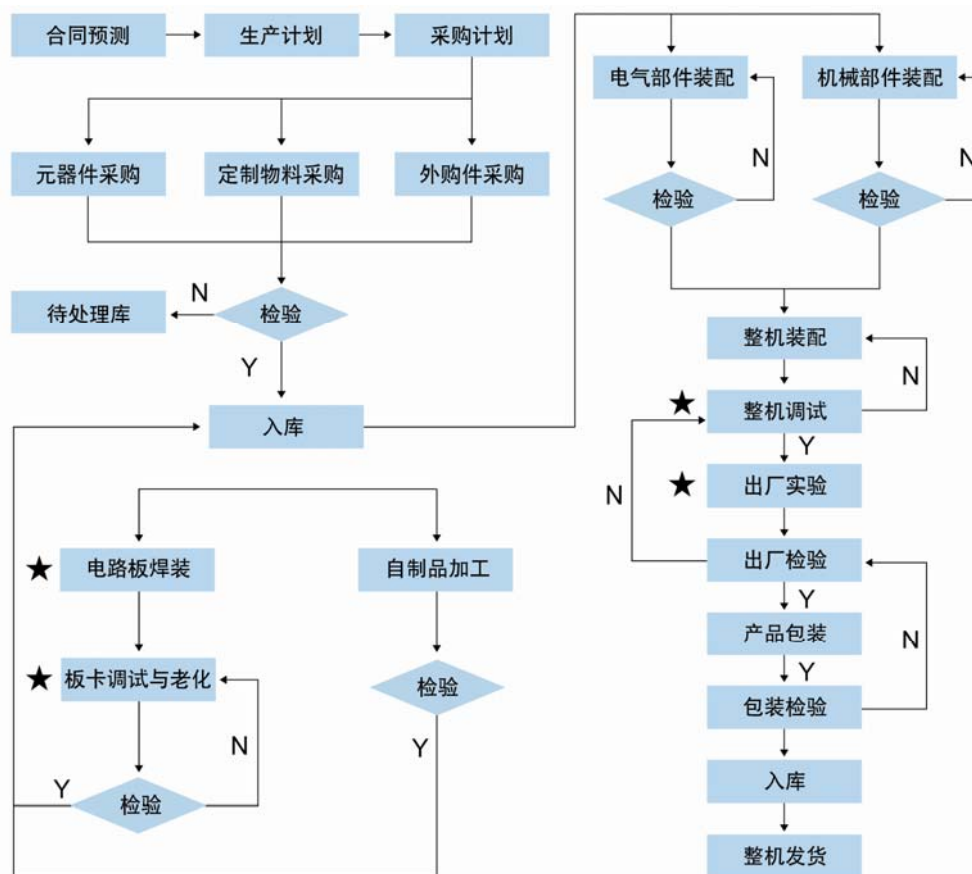 合同预测
生产计划
采购计划
元器件采购
定制物料采购
外购件采购
待处理库
N
检验
Y
入库
电路板焊装
自制品加工
板卡调试与老化
检验
N
Y
Y
检验
电气部件装配
机械部件装配
N
N
检验
检验
整机装配
N
整机调试
Y
N
出厂实验
出厂检验
Y
产品包装
N
Y
包装检验
入库
整机发货